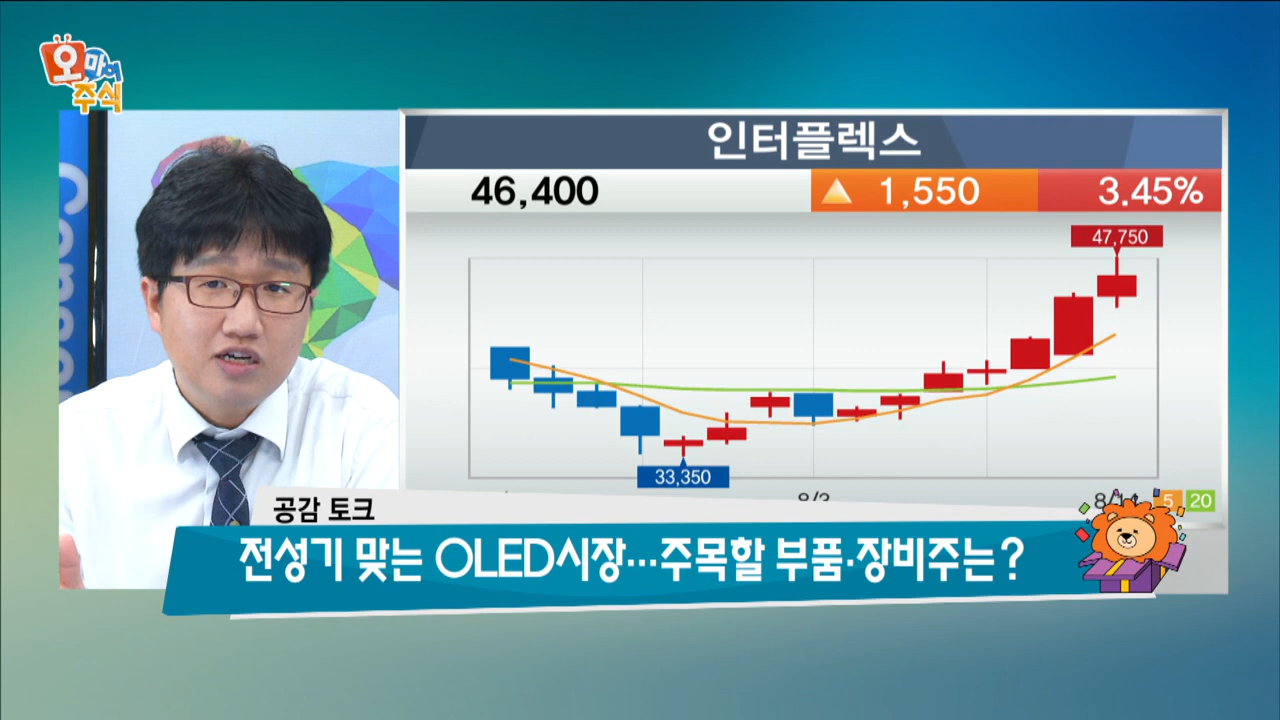 오마이
주식
인터플렉스
46,400 ▲ 1,550 3.45%
47,750
33,350
8/3
5 20
공감 토크
전성기 맞는 OLED시장…주목할 부품·장비주는?